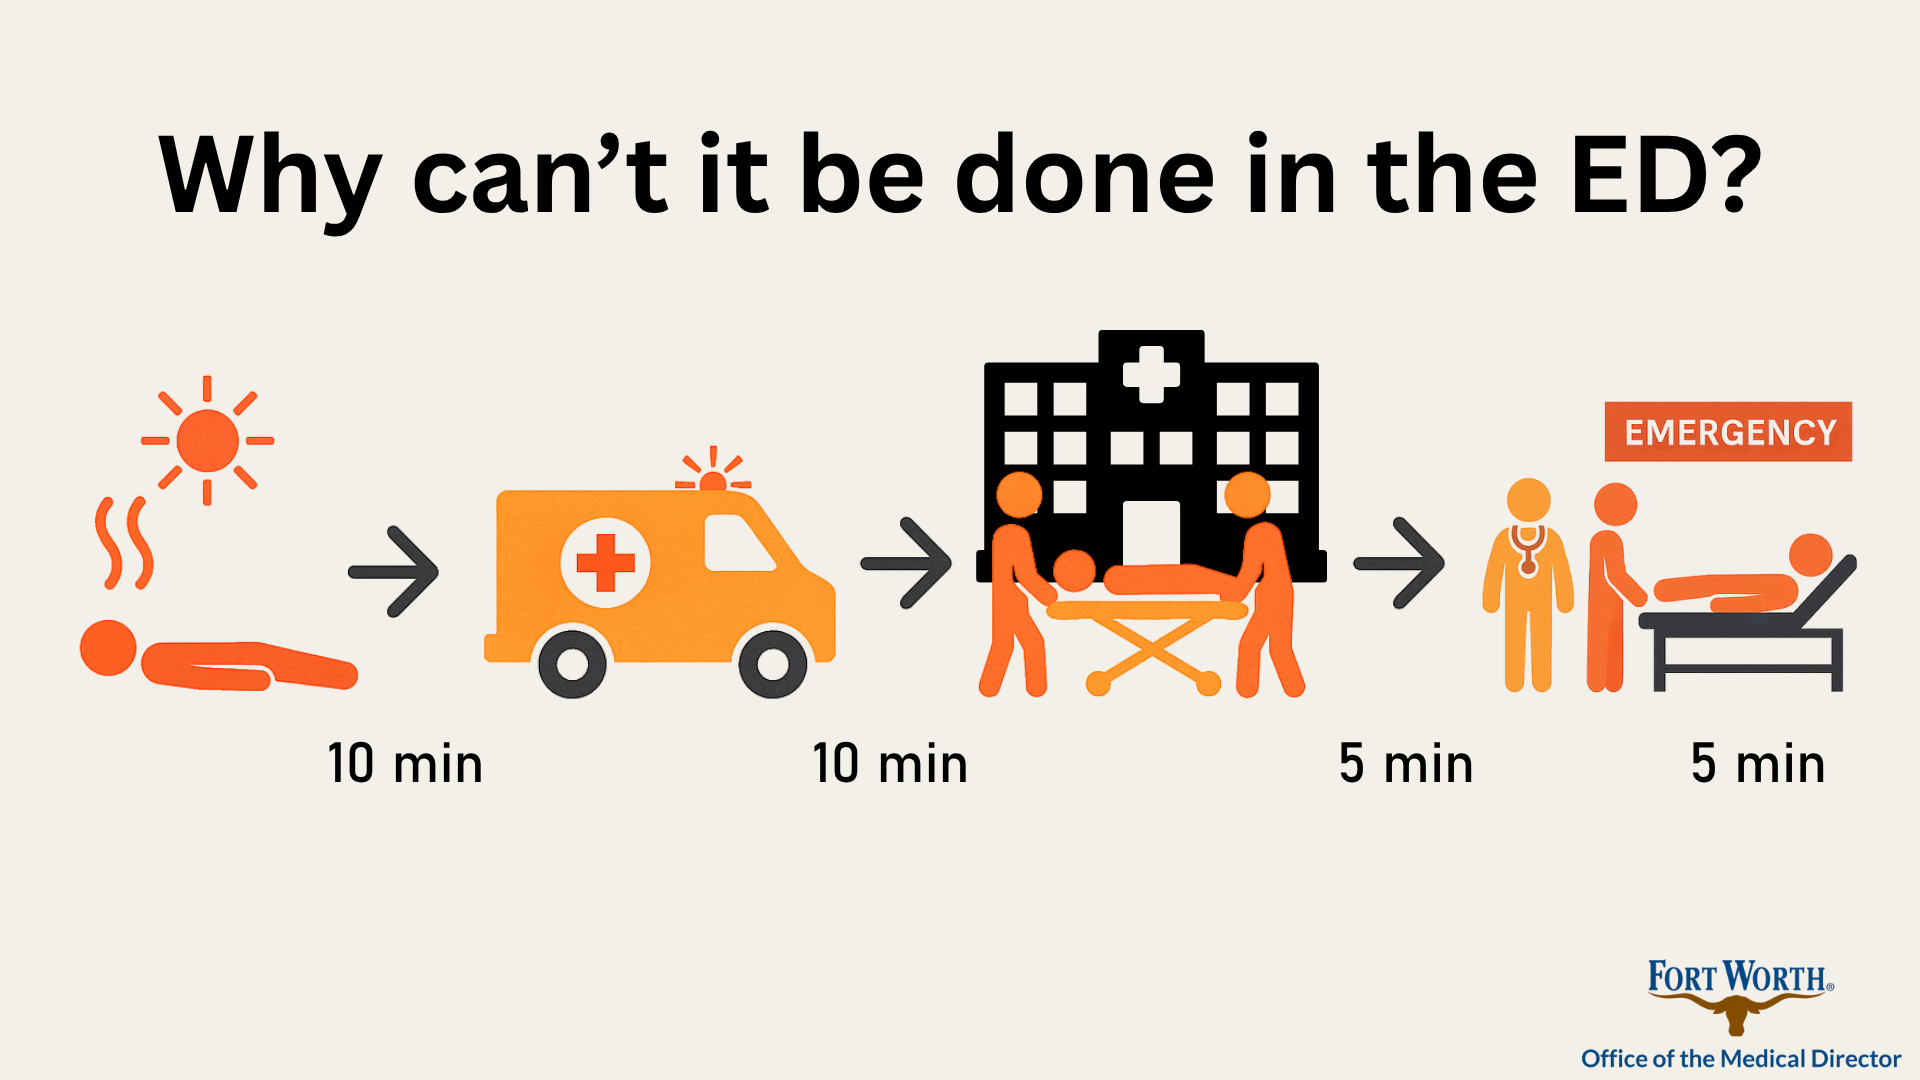 Why can’t it be done in the ED?
EMERGENCY
10 min
10 min
5 min
5 min
FORT WORTH®
Office of the Medical Director